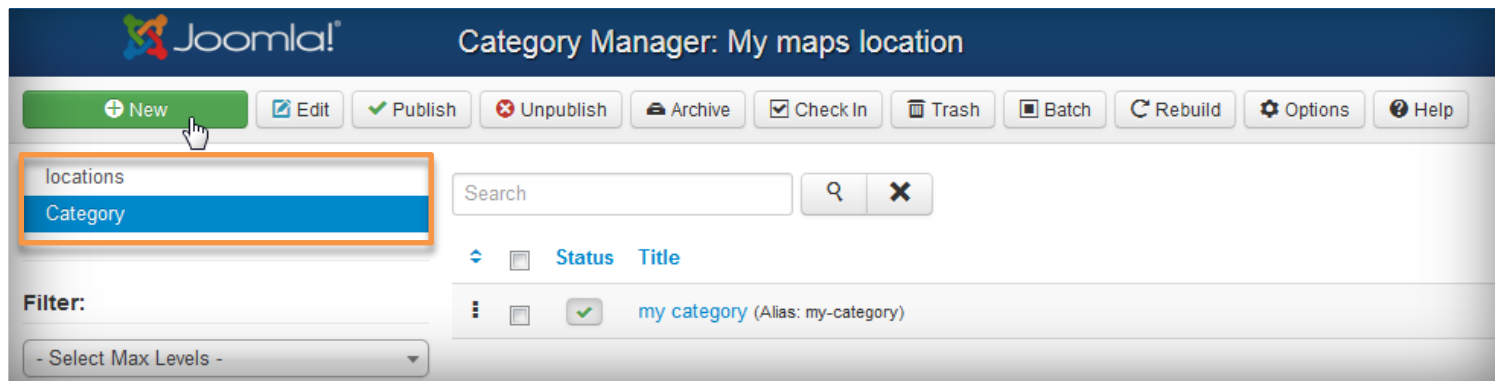 Joomla!
Category Manager: My maps location
New Edit Publish Unpublish Archive Check In Trash Batch Rebuild Options Help
locations
Category
Search
Status Title
Filter:
my category (Alias: my-category)
- Select Max Levels -